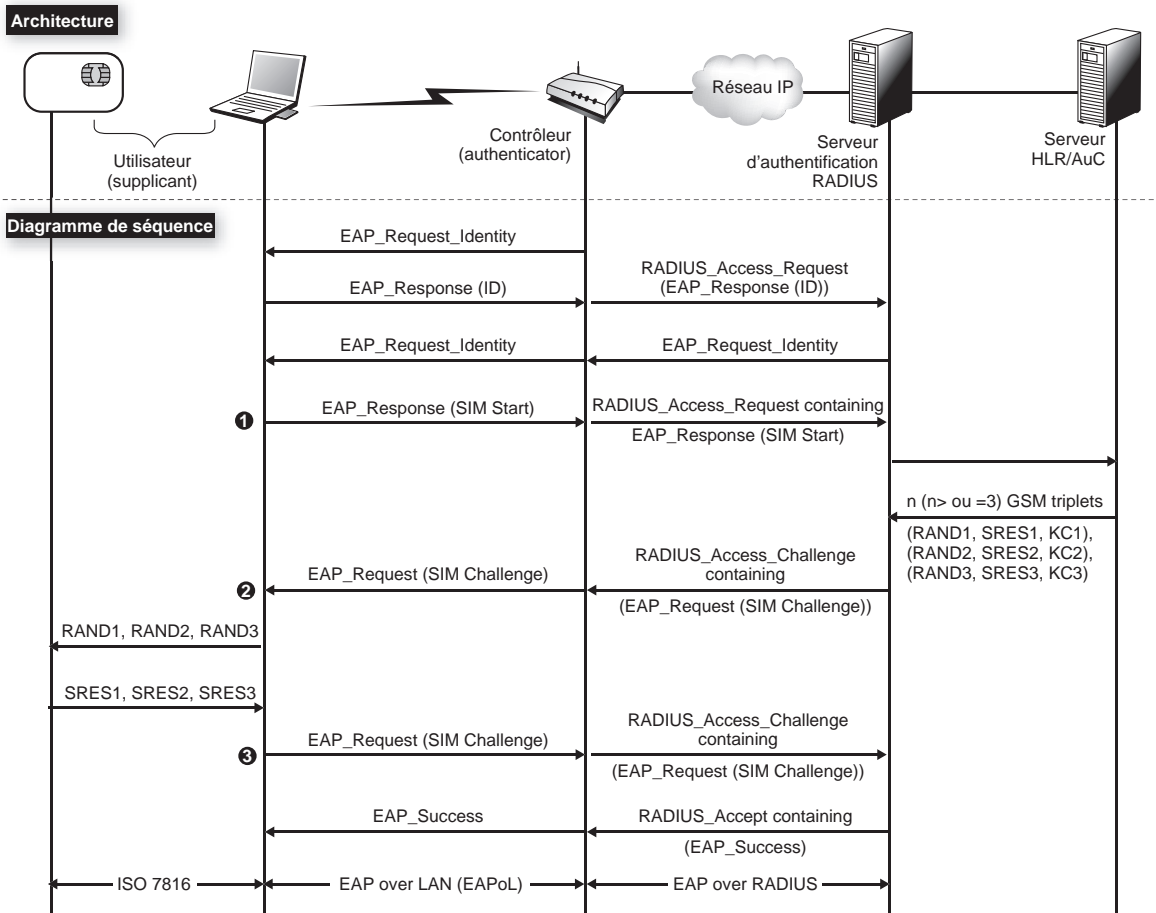 Architecture
Réseau IP
Utilisateur
(supplicant)
Contrôleur
(authenticator)
Serveur
d'authentification
RADIUS
Serveur
HLR/AuC
Diagramme de séquence
EAP_Request_Identity
EAP_Response (ID)
RADIUS_Access_Request
(EAP_Response (ID))
EAP_Request_Identity
EAP_Request_Identity
1
EAP_Response (SIM Start)
RADIUS_Access_Request containing
EAP_Response (SIM Start)
n (n> ou =3) GSM triplets
(RAND1, SRES1, KC1),
(RAND2, SRES2, KC2),
(RAND3, SRES3, KC3)
2
EAP_Request (SIM Challenge)
RADIUS_Access_Challenge
containing
(EAP_Request (SIM Challenge))
RAND1, RAND2, RAND3
SRES1, SRES2, SRES3
3
EAP_Request (SIM Challenge)
RADIUS_Access_Challenge
containing
(EAP_Request (SIM Challenge))
EAP_Success
RADIUS_Accept containing
(EAP_Success)
ISO 7816
EAP over LAN (EAPoL)
EAP over RADIUS